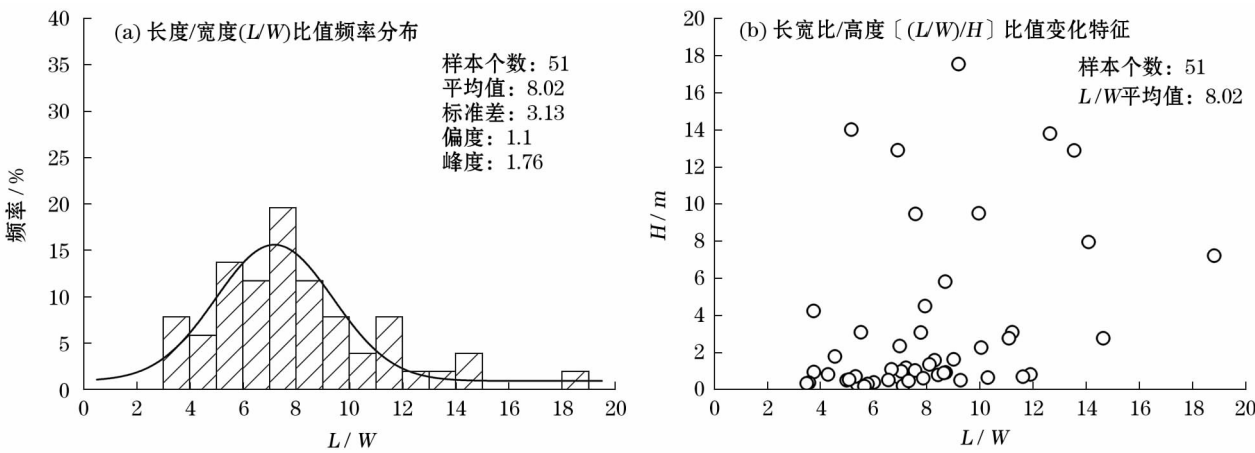 (a) 长度/宽度(L/W)比值频率分布
样本个数：51
平均值：8.02
标准差：3.13
偏度：1.1
峰度：1.76
40
35
30
25
20
15
10
5
0
频率/%
0 2 4 6 8 10 12 14 16 18 20
L/W
(b) 长宽比/高度〔(L/W)/H〕比值变化特征
样本个数：51
L/W平均值：8.02
20
18
16
14
12
10
8
6
4
2
0
H/m
0 2 4 6 8 10 12 14 16 18 20
L/W